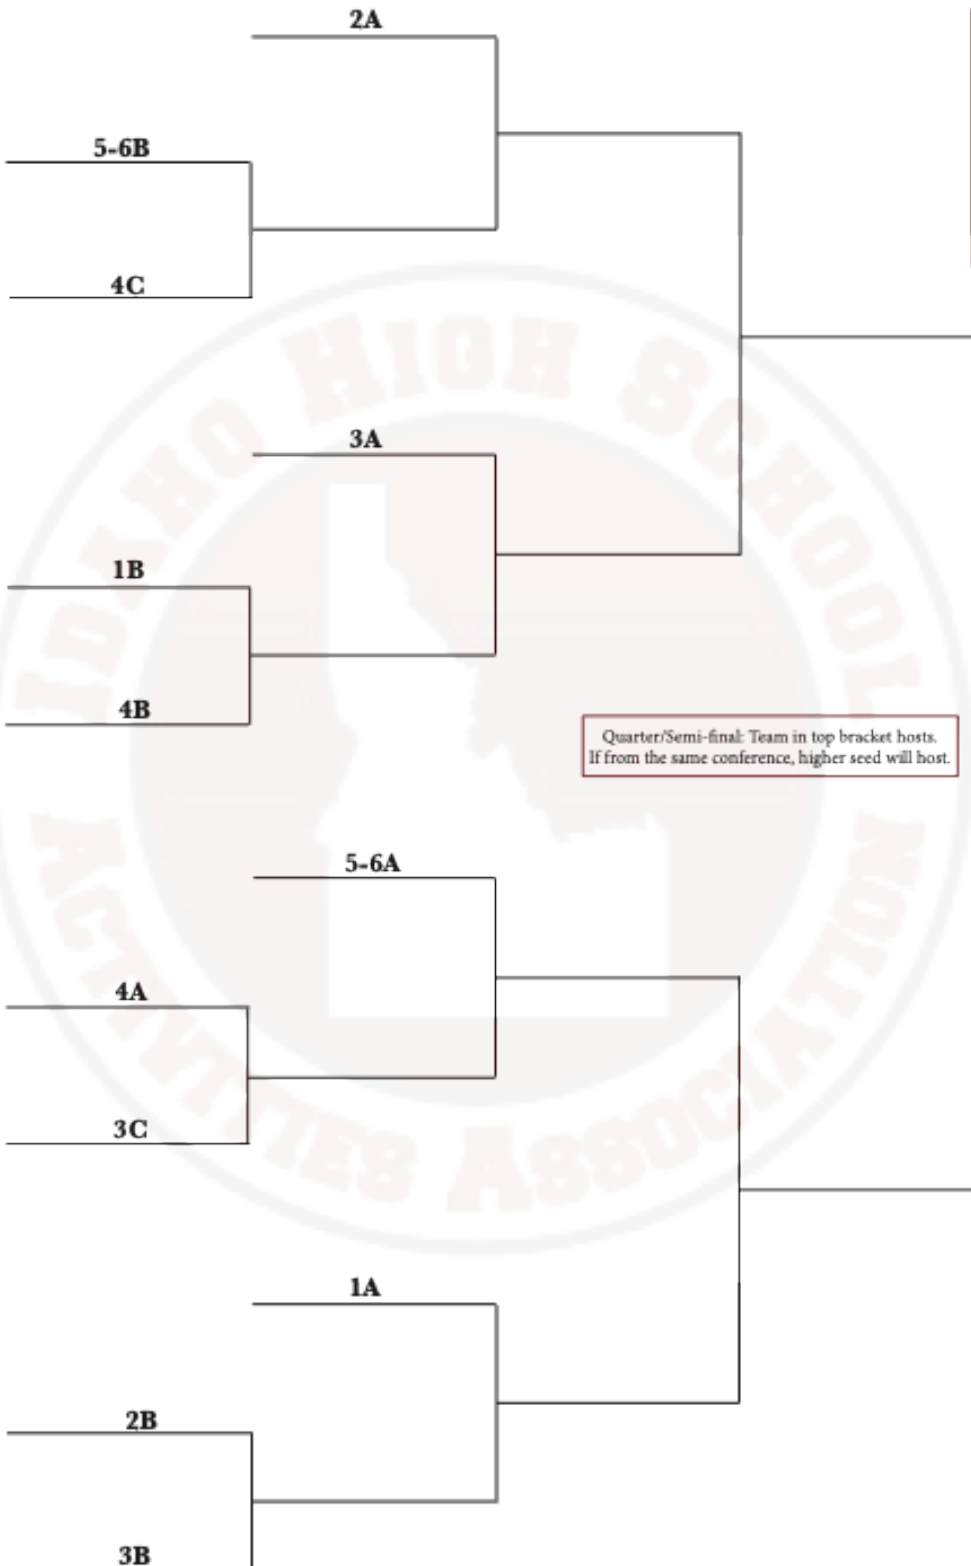 2A
5-6B
4C
3A
1B
4B
Quarter/Semi-final: Team in top bracket hosts.
If from the same conference, higher seed will host.
5-6A
4A
3C
1A
2B
3B
IDAHO HIGH SCHOOL
ACTIVITIES ASSOCIATION